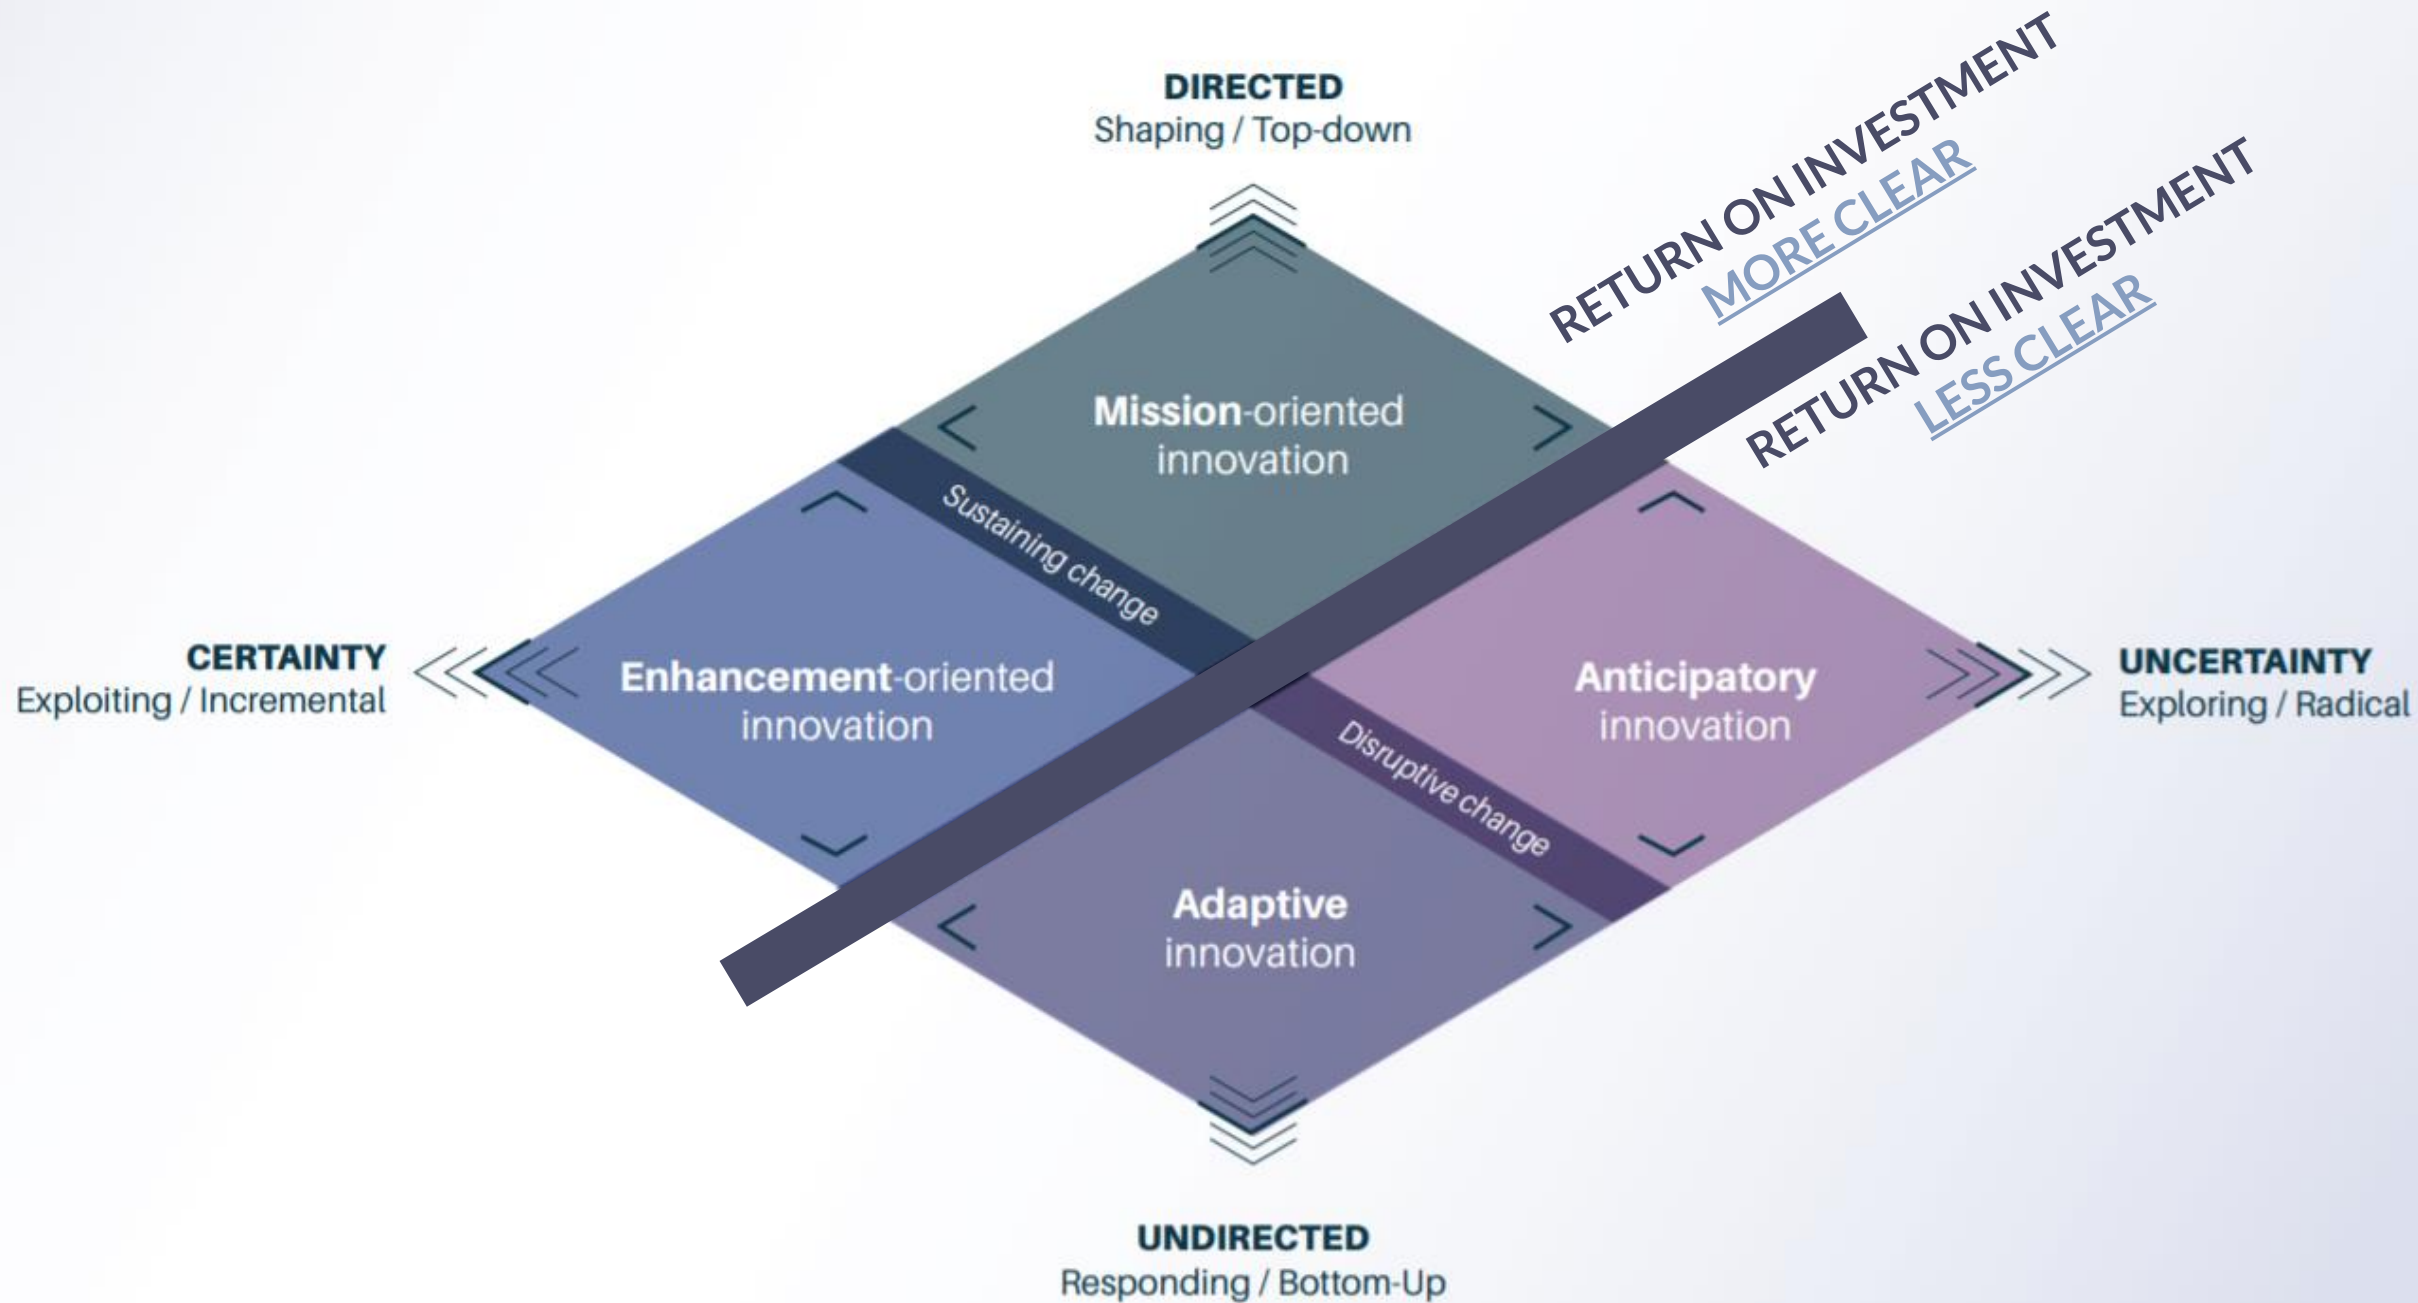 DIRECTED
Shaping / Top-down
RETURN ON INVESTMENT
MORE CLEAR
RETURN ON INVESTMENT
LESS CLEAR
Mission-oriented
innovation
Sustaining change
CERTAINTY
Exploiting / Incremental
Enhancement-oriented
innovation
Anticipatory
innovation
UNCERTAINTY
Exploring / Radical
Disruptive change
Adaptive
innovation
UNDIRECTED
Responding / Bottom-Up